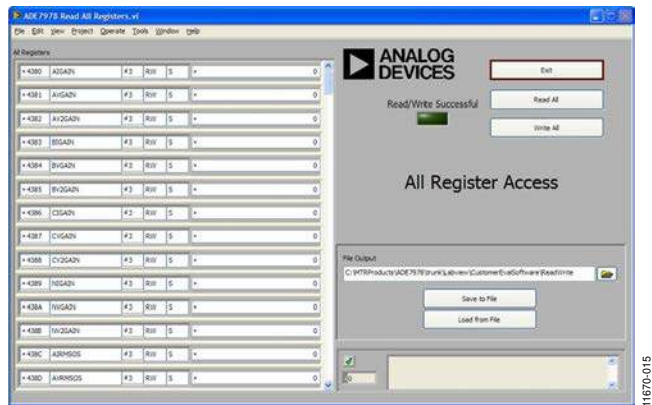 ADE7978 Read All Registers.vi
File Edit View Project Operate Tools Window Help
All Registers
× 4380 AIGAIN #3 RW S × 0
× 4381 AVGAIN #3 RW S × 0
× 4382 AV2GAIN #3 RW S × 0
× 4383 BIGAIN #3 RW S × 0
× 4384 BVGAIN #3 RW S × 0
× 4385 BV2GAIN #3 RW S × 0
× 4386 CIGAIN #3 RW S × 0
× 4387 CVGAIN #3 RW S × 0
× 4388 CV2GAIN #3 RW S × 0
× 4389 NIGAIN #3 RW S × 0
× 438A NVGAIN #3 RW S × 0
× 438B NV2GAIN #3 RW S × 0
× 438C AIRMSOS #3 RW S × 0
× 438D AVRMSOS #3 RW S × 0
ANALOG
DEVICES
Read/Write Successful
Exit
Read All
Write All
All Register Access
File Output
C:\MTRProducts\ADE7978\trunk\Labview\CustomerEvalSoftware\ReadWrite
Save to File
Load from File
0
11670-015